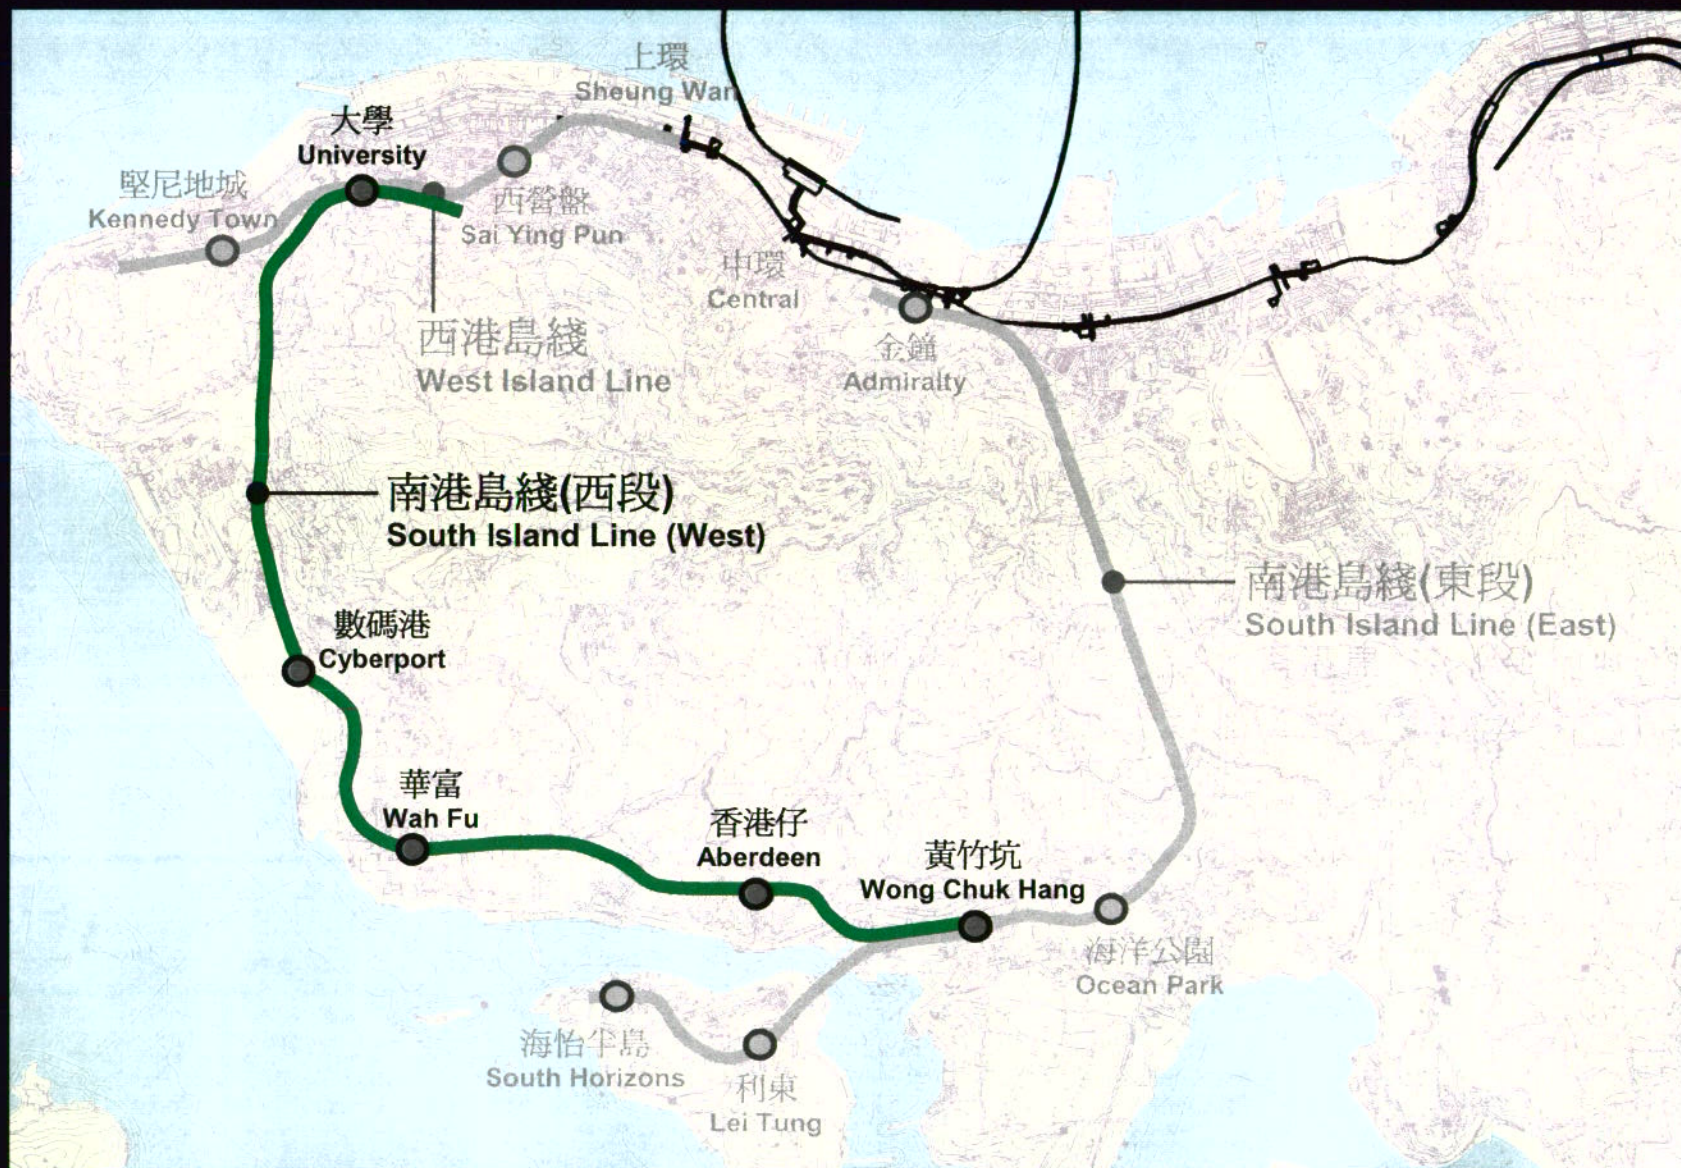 上環
Sheung Wan
大學
University
堅尼地城
Kennedy Town
西營盤
Sai Ying Pun
中環
Central
西港島綫
West Island Line
金鐘
Admiralty
南港島綫(西段)
South Island Line (West)
南港島綫(東段)
South Island Line (East)
數碼港
Cyberport
華富
Wah Fu
香港仔
Aberdeen
黃竹坑
Wong Chuk Hang
海洋公園
Ocean Park
海怡半島
South Horizons
利東
Lei Tung